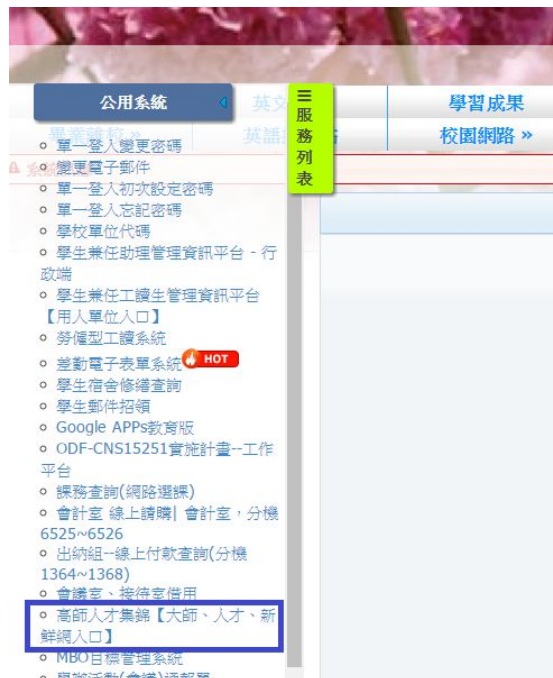 公用系統
英文
學習成果
畢業離校 »
英語
校園網路 »
☰
服
務
列
表
單一登入變更密碼
變更電子郵件
單一登入初次設定密碼
單一登入忘記密碼
學校單位代碼
學生兼任助理管理資訊平台 - 行
政端
學生兼任工讀生管理資訊平台
【用人單位入口】
勞僱型工讀系統
差勤電子表單系統 HOT
學生宿舍修繕查詢
學生郵件招領
Google APPs教育版
ODF-CNS15251實施計畫--工作
平台
課務查詢(網路選課)
會計室 線上請購| 會計室，分機
6525~6526
出納組--線上付款查詢(分機
1364~1368)
會議室、接待室借用
高師人才集錦【大師、人才、新
鮮網入口】
MBO目標管理系統
學辦活動(會議)通報單